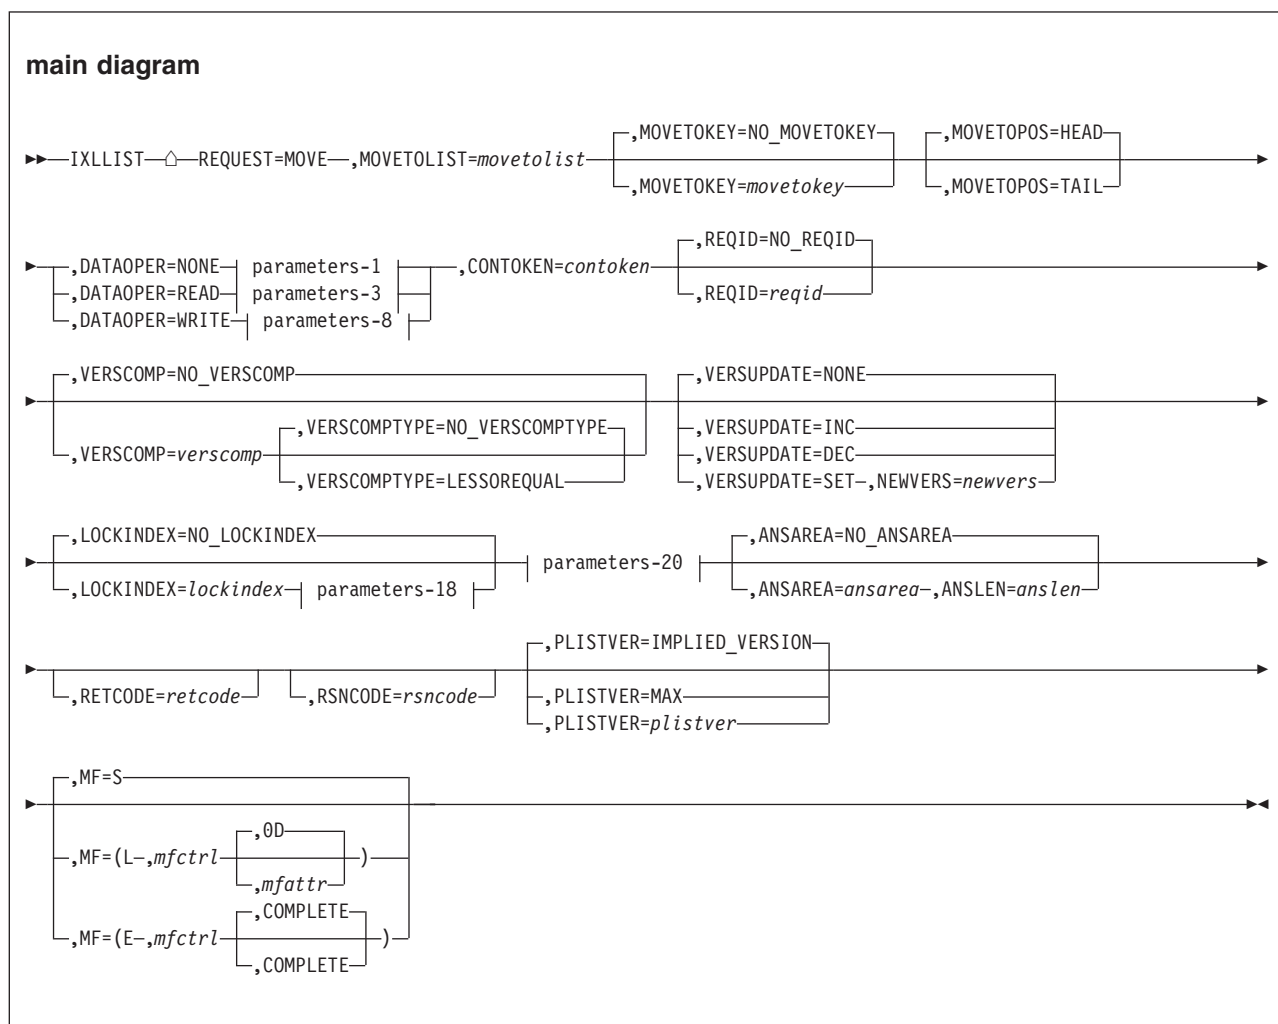 main diagram
,MOVETOKEY=NO_MOVETOKEY ,MOVETOPOS=HEAD
IXLLIST REQUEST=MOVE ,MOVETOLIST=movetolist
,MOVETOKEY=movetokey ,MOVETOPOS=TAIL
,REQID=NO_REQID
,DATAOPER=NONE parameters-1 ,CONTOKEN=contoken
,DATAOPER=READ parameters-3 ,REQID=reqid
,DATAOPER=WRITE parameters-8
,VERSCOMP=NO_VERSCOMP ,VERSUPDATE=NONE
,VERSCOMPTYPE=NO_VERSCOMPTYPE ,VERSUPDATE=INC
,VERSCOMP=verscomp ,VERSUPDATE=DEC
,VERSCOMPTYPE=LESSOREQUAL ,VERSUPDATE=SET ,NEWVERS=newvers
,LOCKINDEX=NO_LOCKINDEX ,ANSAREA=NO_ANSAREA
parameters-20
,LOCKINDEX=lockindex parameters-18 ,ANSAREA=ansarea ,ANSLEN=anslen
,PLISTVER=IMPLIED_VERSION
,RETCODE=retcode ,RSNCODE=rsncode ,PLISTVER=MAX
,PLISTVER=plistver
,MF=S
,0D
,MF=(L ,mfctrl )
,mfattr
,COMPLETE
,MF=(E ,mfctrl )
,COMPLETE